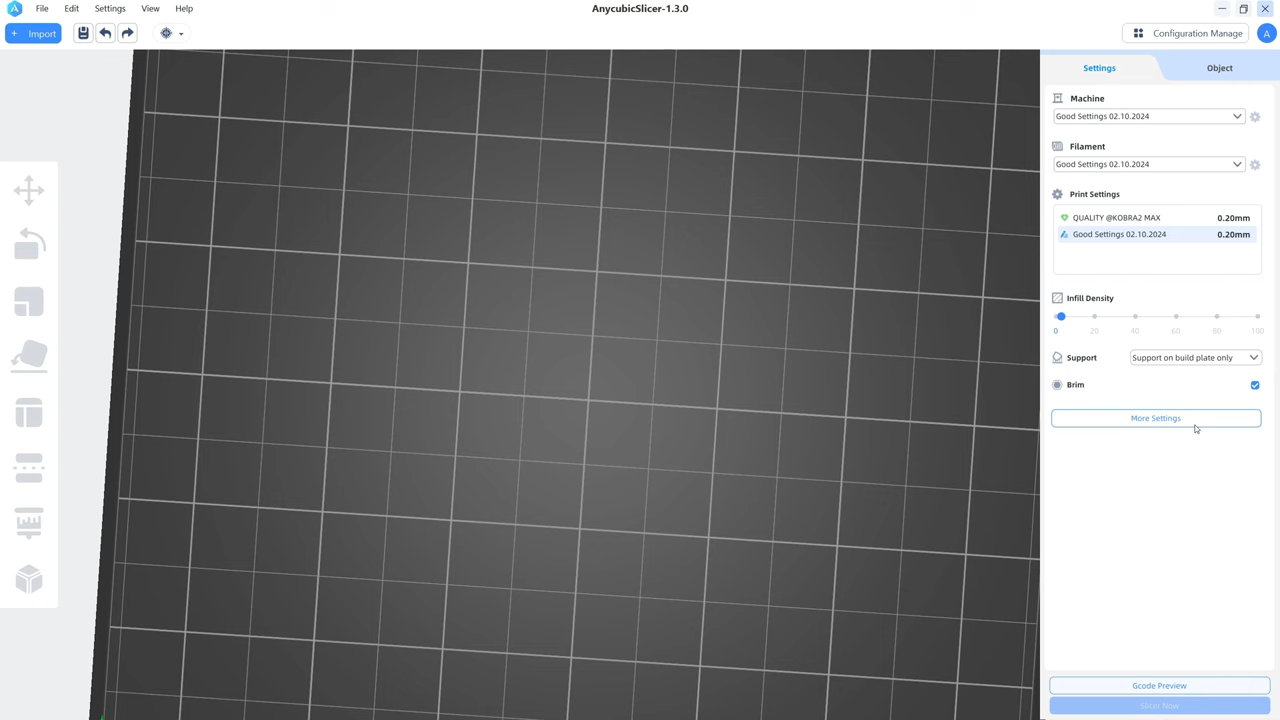 File Edit Settings View Help
AnycubicSlicer-1.3.0
+ Import
Configuration Manage
A
Settings
Object
Machine
Good Settings 02.10.2024
Filament
Good Settings 02.10.2024
Print Settings
QUALITY @KOBRA2 MAX 0.20mm
Good Settings 02.10.2024 0.20mm
Infill Density
0 20 40 60 80 100
Support Support on build plate only
Brim
More Settings
Gcode Preview
Slicer Now